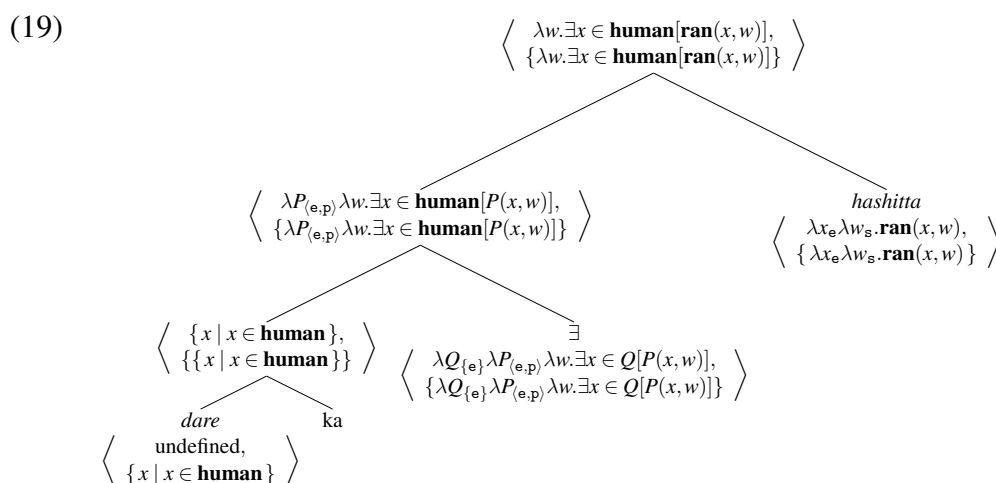 (19)
⟨ λw.∃x ∈ human[ran(x,w)],
{λw.∃x ∈ human[ran(x,w)]} ⟩
⟨ λP⟨e,p⟩λw.∃x ∈ human[P(x,w)],
{λP⟨e,p⟩λw.∃x ∈ human[P(x,w)]} ⟩
hashitta
⟨ λxₑλwₛ.ran(x,w),
{ λxₑλwₛ.ran(x,w) } ⟩
⟨ {x | x ∈ human},
{{x | x ∈ human}} ⟩
∃
⟨ λQ{e}λP⟨e,p⟩λw.∃x ∈ Q[P(x,w)],
{λQ{e}λP⟨e,p⟩λw.∃x ∈ Q[P(x,w)]} ⟩
dare ka
⟨ undefined,
{x | x ∈ human} ⟩